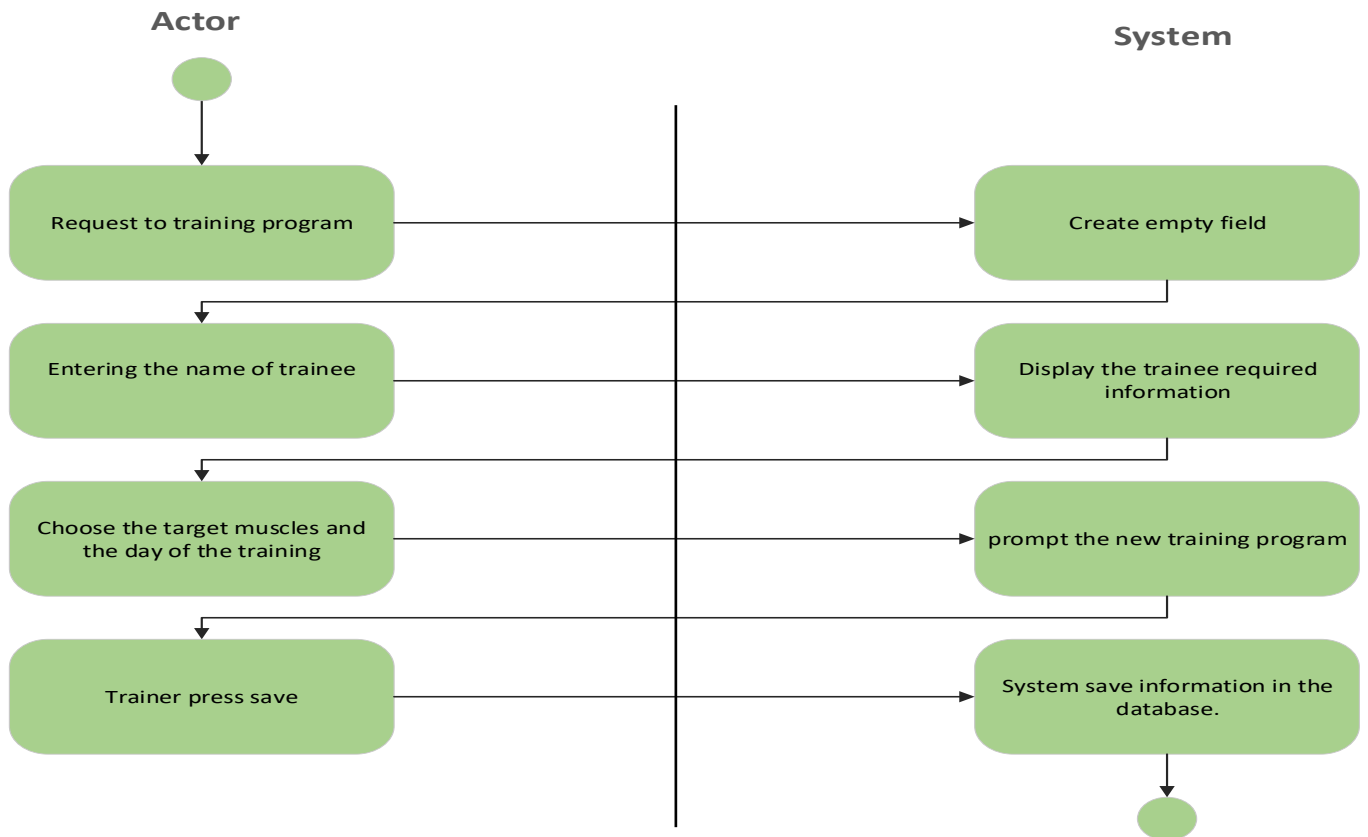 Actor
System
Request to training program
Create empty field
Entering the name of trainee
Display the trainee required
information
Choose the target muscles and
the day of the training
prompt the new training program
Trainer press save
System save information in the
database.